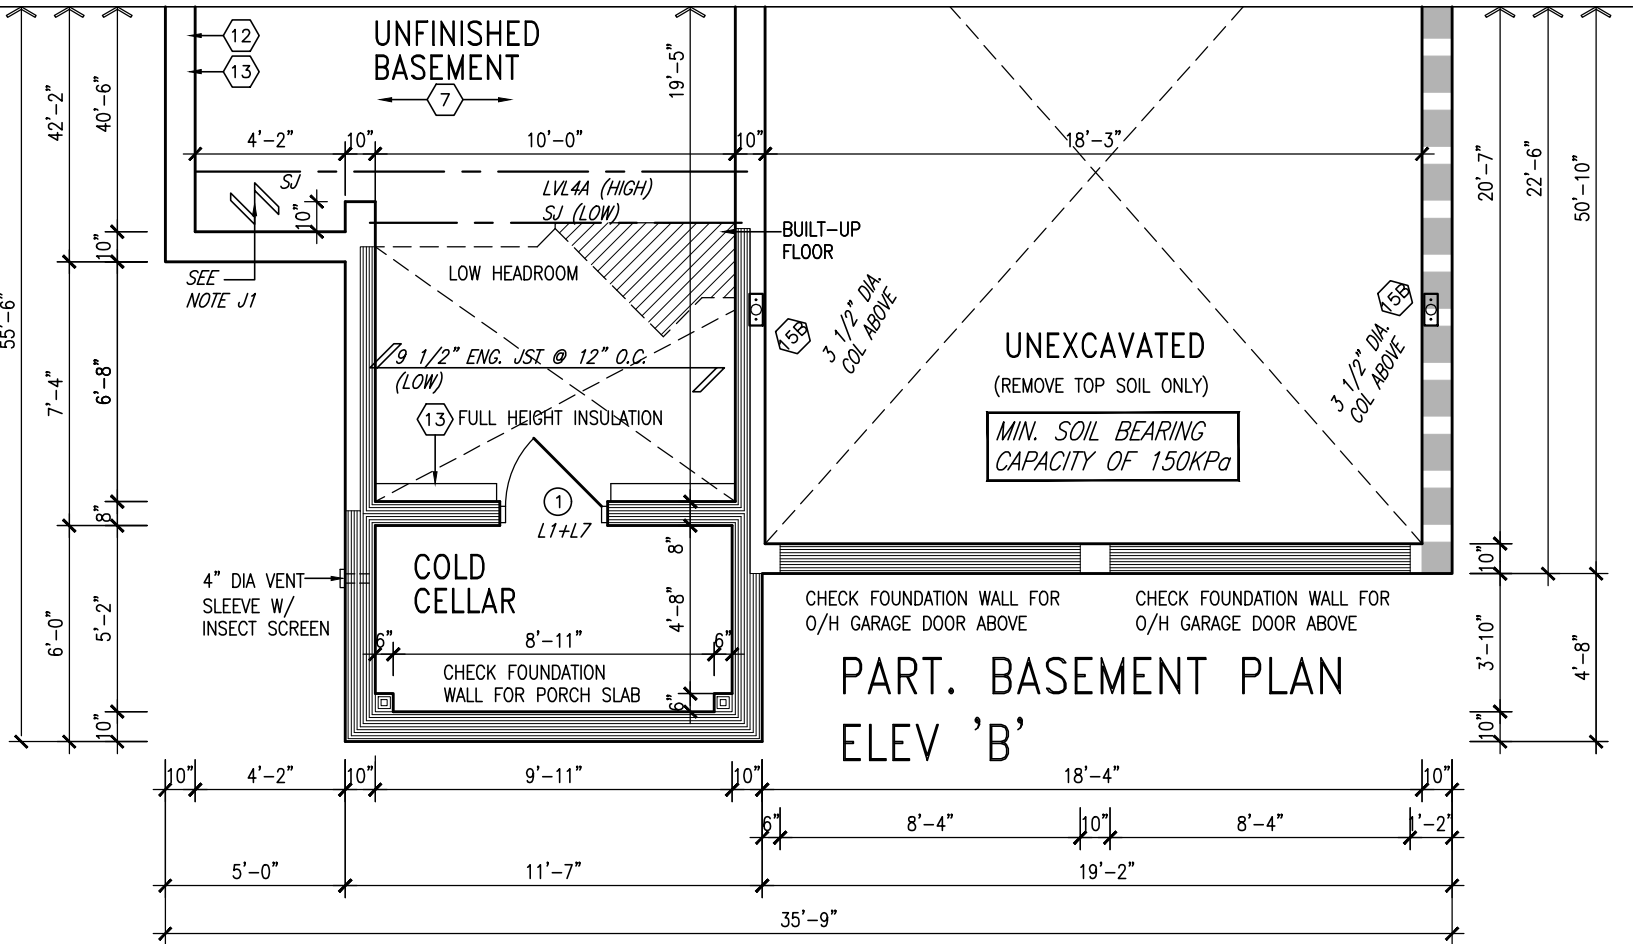 UNFINISHED
BASEMENT
12
13
7
19'-5"
42'-2"
40'-6"
20'-7"
22'-6"
50'-10"
55'-6"
4'-2"
10"
10'-0"
10"
18'-3"
SJ
10"
LVL4A (HIGH)
SJ (LOW)
BUILT-UP
FLOOR
10"
SEE
NOTE J1
LOW HEADROOM
15B
3 1/2" DIA.
COL ABOVE
15B
3 1/2" DIA.
COL ABOVE
UNEXCAVATED
(REMOVE TOP SOIL ONLY)
MIN. SOIL BEARING
CAPACITY OF 150KPa
9 1/2" ENG. JST @ 12" O.C.
(LOW)
7'-4"
6'-8"
13
FULL HEIGHT INSULATION
1
L1+L7
8"
8"
COLD
CELLAR
4'-8"
4" DIA VENT
SLEEVE W/
INSECT SCREEN
6'-0"
5'-2"
10"
6"
8'-11"
6"
CHECK FOUNDATION
WALL FOR PORCH SLAB
6"
CHECK FOUNDATION WALL FOR
O/H GARAGE DOOR ABOVE
CHECK FOUNDATION WALL FOR
O/H GARAGE DOOR ABOVE
10"
3'-10"
4'-8"
10"
PART. BASEMENT PLAN
ELEV 'B'
10"
4'-2"
10"
9'-11"
10"
18'-4"
10"
6"
8'-4"
10"
8'-4"
1'-2"
5'-0"
11'-7"
19'-2"
35'-9"